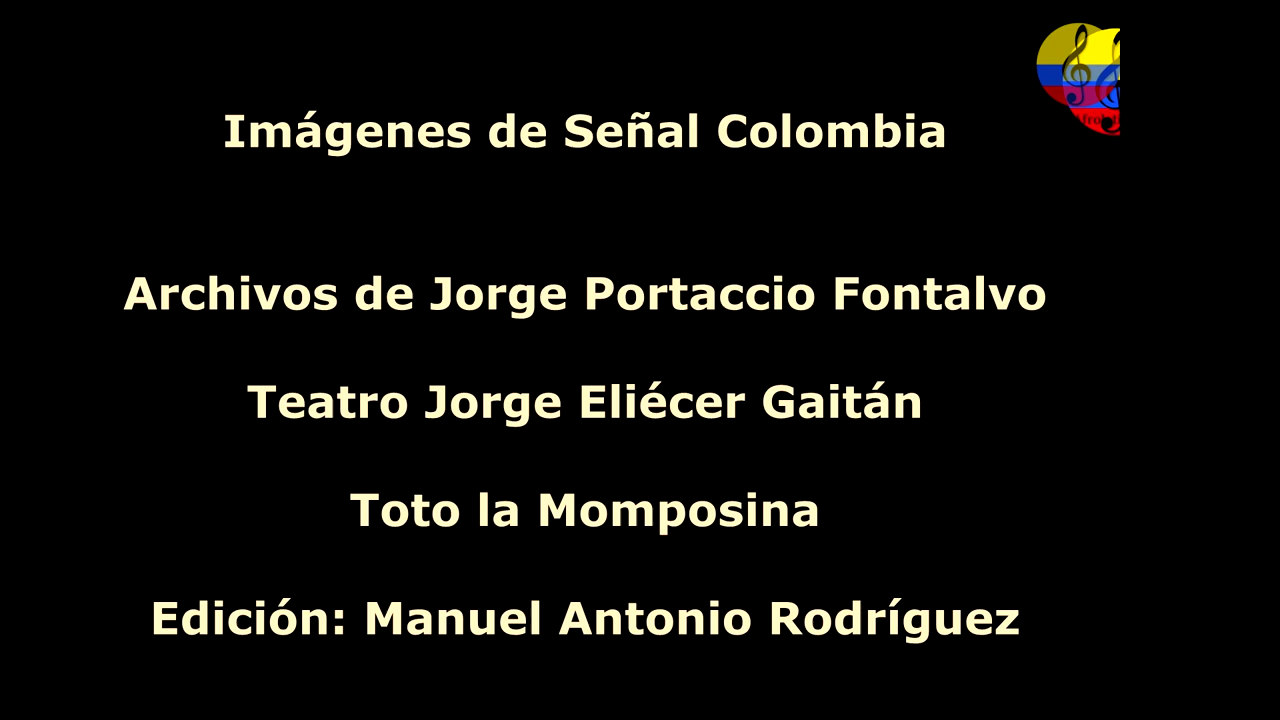 Imágenes de Señal Colombia
Archivos de Jorge Portaccio Fontalvo
Teatro Jorge Eliécer Gaitán
Toto la Momposina
Edición: Manuel Antonio Rodríguez